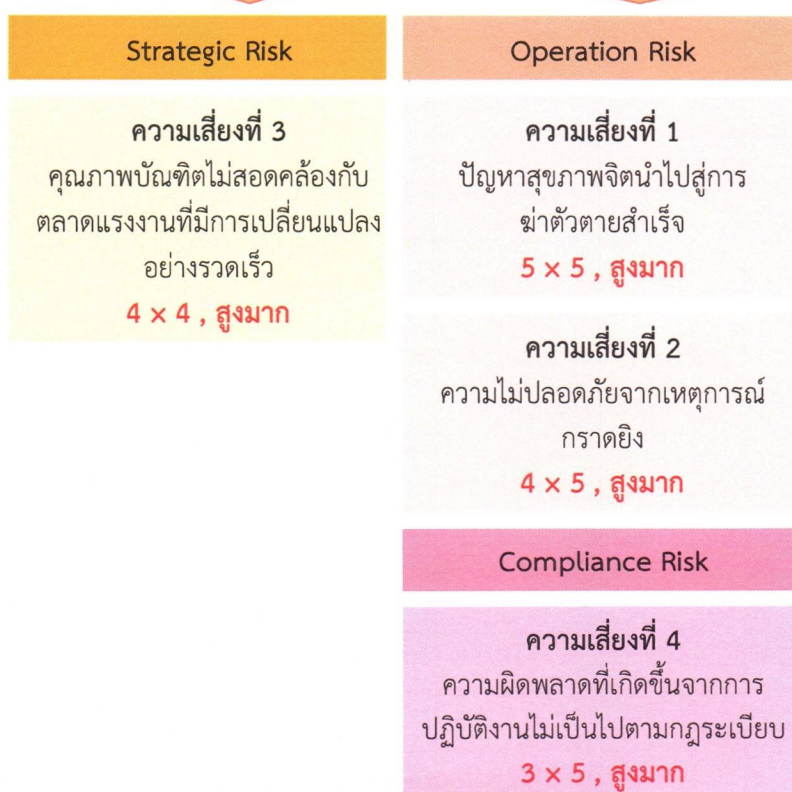 Strategic Risk
ความเสี่ยงที่ 3
คุณภาพบัณฑิตไม่สอดคล้องกับ
ตลาดแรงงานที่มีการเปลี่ยนแปลง
อย่างรวดเร็ว
4 × 4 , สูงมาก
Operation Risk
ความเสี่ยงที่ 1
ปัญหาสุขภาพจิตนำไปสู่การ
ฆ่าตัวตายสำเร็จ
5 × 5 , สูงมาก
ความเสี่ยงที่ 2
ความไม่ปลอดภัยจากเหตุการณ์
กราดยิง
4 × 5 , สูงมาก
Compliance Risk
ความเสี่ยงที่ 4
ความผิดพลาดที่เกิดขึ้นจากการ
ปฏิบัติงานไม่เป็นไปตามกฎระเบียบ
3 × 5 , สูงมาก